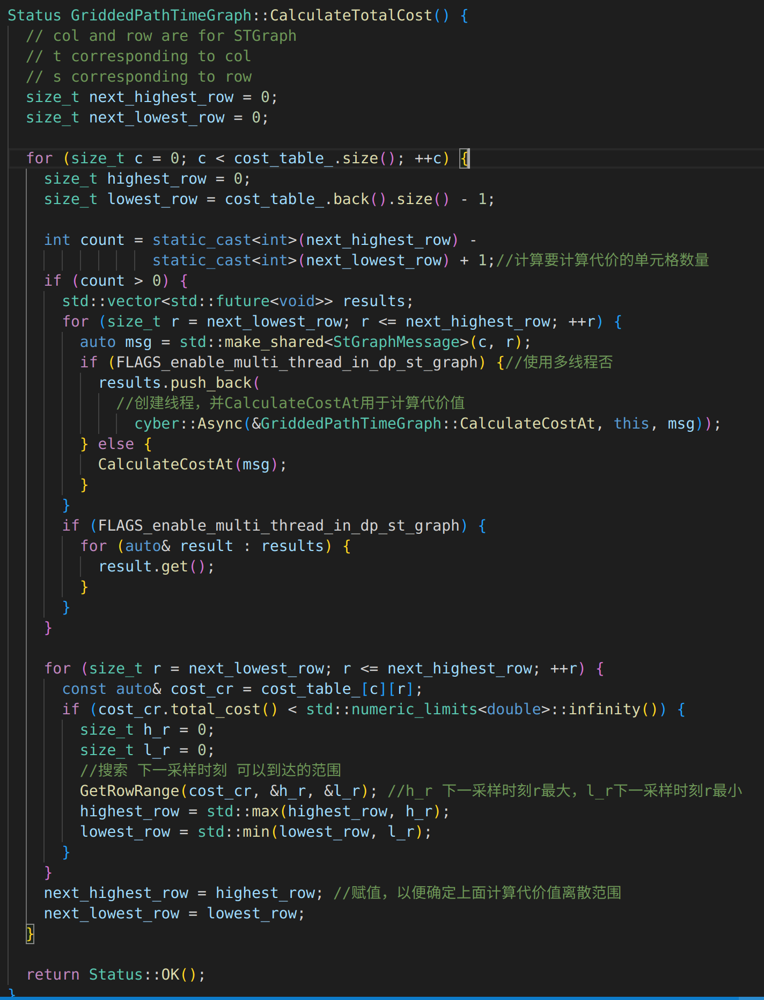 Status GriddedPathTimeGraph::CalculateTotalCost() {
  // col and row are for STGraph
  // t corresponding to col
  // s corresponding to row
  size_t next_highest_row = 0;
  size_t next_lowest_row = 0;

  for (size_t c = 0; c < cost_table_.size(); ++c) {
    size_t highest_row = 0;
    size_t lowest_row = cost_table_.back().size() - 1;

    int count = static_cast<int>(next_highest_row) -
                static_cast<int>(next_lowest_row) + 1;//计算要计算代价的单元格数量
    if (count > 0) {
      std::vector<std::future<void>> results;
      for (size_t r = next_lowest_row; r <= next_highest_row; ++r) {
        auto msg = std::make_shared<StGraphMessage>(c, r);
        if (FLAGS_enable_multi_thread_in_dp_st_graph) {//使用多线程否
          results.push_back(
            //创建线程，并CalculateCostAt用于计算代价值
              cyber::Async(&GriddedPathTimeGraph::CalculateCostAt, this, msg));
        } else {
          CalculateCostAt(msg);
        }
      }
      if (FLAGS_enable_multi_thread_in_dp_st_graph) {
        for (auto& result : results) {
          result.get();
        }
      }
    }

    for (size_t r = next_lowest_row; r <= next_highest_row; ++r) {
      const auto& cost_cr = cost_table_[c][r];
      if (cost_cr.total_cost() < std::numeric_limits<double>::infinity()) {
        size_t h_r = 0;
        size_t l_r = 0;
        //搜索 下一采样时刻 可以到达的范围
        GetRowRange(cost_cr, &h_r, &l_r); //h_r 下一采样时刻r最大，l_r下一采样时刻r最小
        highest_row = std::max(highest_row, h_r);
        lowest_row = std::min(lowest_row, l_r);
      }
    }
    next_highest_row = highest_row; //赋值，以便确定上面计算代价值离散范围
    next_lowest_row = lowest_row;
  }

  return Status::OK();
}